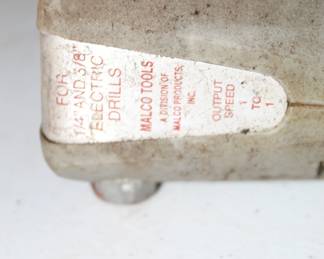 FOR
1/4" AND 3/8"
ELECTRIC
DRILLS
MALCO TOOLS
A DIVISION OF
MALCO PRODUCTS,
INC.
OUTPUT
SPEED
1
TO
1